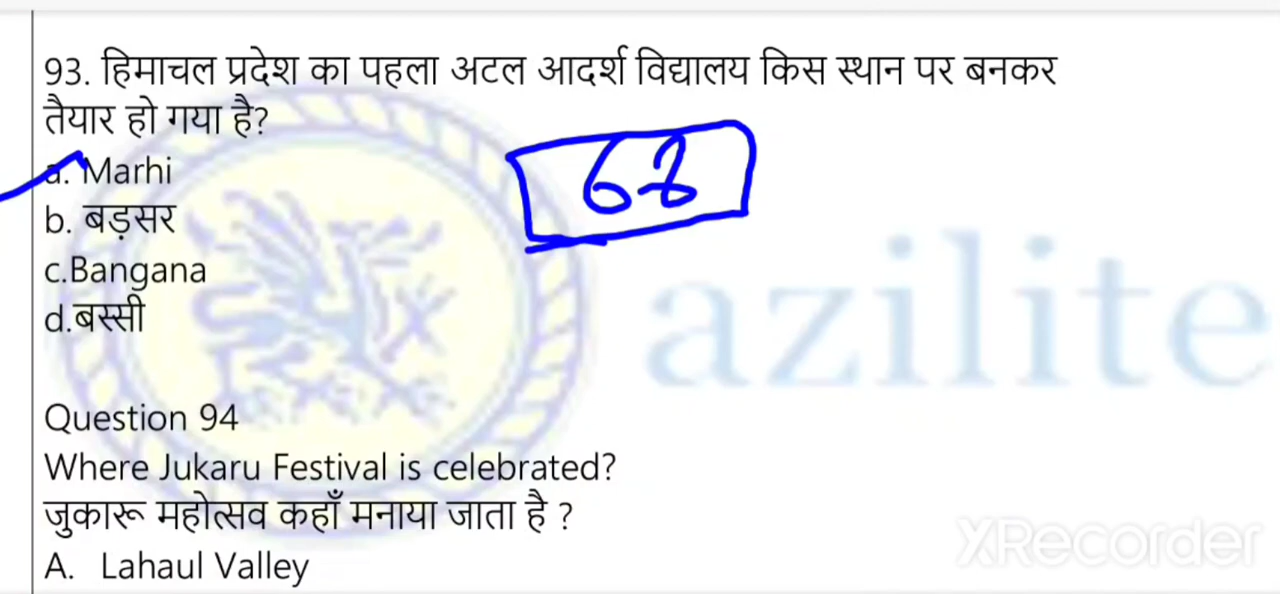 93. हिमाचल प्रदेश का पहला अटल आदर्श विद्यालय किस स्थान पर बनकर
तैयार हो गया है?
a. Marhi
68
b. बड़सर
c.Bangana
d.बस्सी
azilite
Question 94
Where Jukaru Festival is celebrated?
जुकारू महोत्सव कहाँ मनाया जाता है ?
XRecorder
A. Lahaul Valley